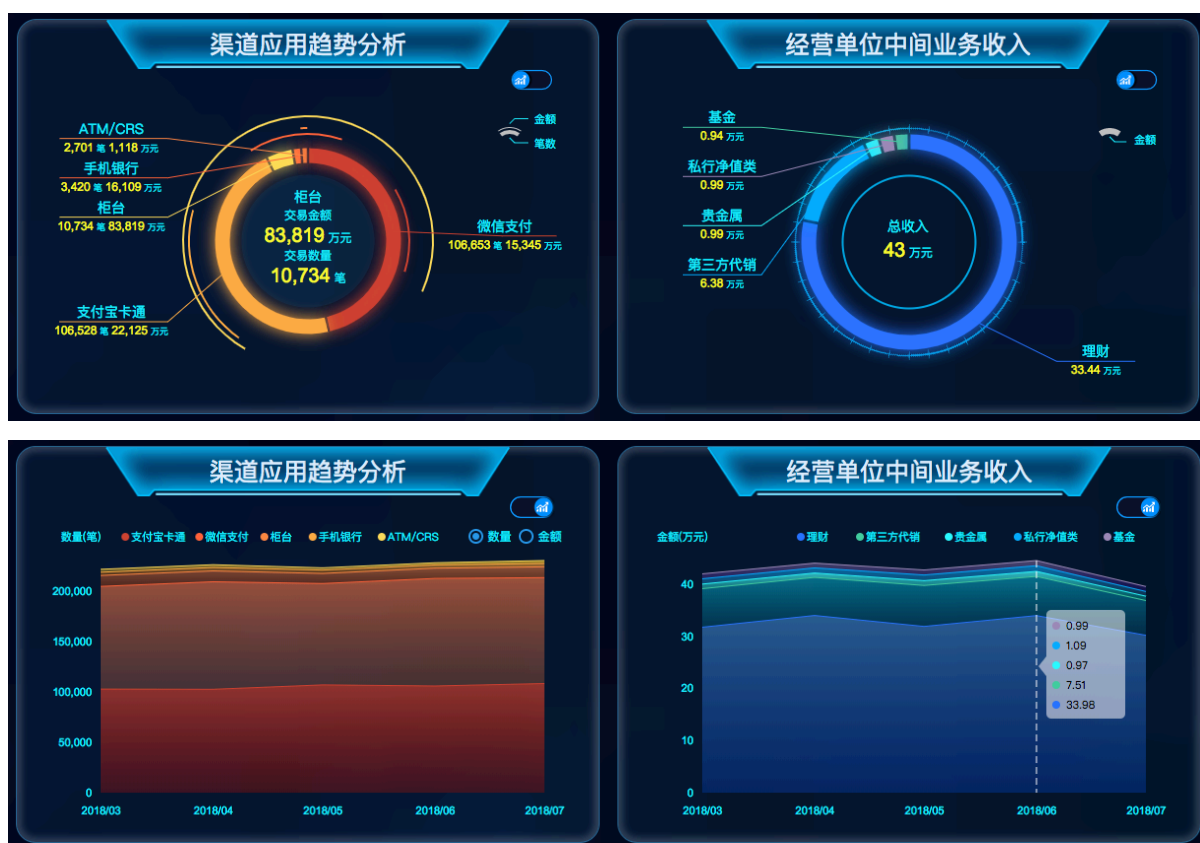 渠道应用趋势分析
金额
笔数
ATM/CRS
2,701 笔 1,118 万元
手机银行
3,420 笔 16,109 万元
柜台
10,734 笔 83,819 万元
支付宝卡通
106,528 笔 22,125 万元
柜台
交易金额
83,819 万元
交易数量
10,734 笔
微信支付
106,653 笔 15,345 万元
经营单位中间业务收入
金额
基金
0.94 万元
私行净值类
0.99 万元
贵金属
0.99 万元
第三方代销
6.38 万元
总收入
43 万元
理财
33.44 万元
渠道应用趋势分析
数量(笔) 支付宝卡通 微信支付 柜台 手机银行 ATM/CRS 数量 金额
200,000
150,000
100,000
50,000
0
2018/03 2018/04 2018/05 2018/06 2018/07
经营单位中间业务收入
金额(万元) 理财 第三方代销 贵金属 私行净值类 基金
40
30
20
10
0
0.99
1.09
0.97
7.51
33.98
2018/03 2018/04 2018/05 2018/06 2018/07